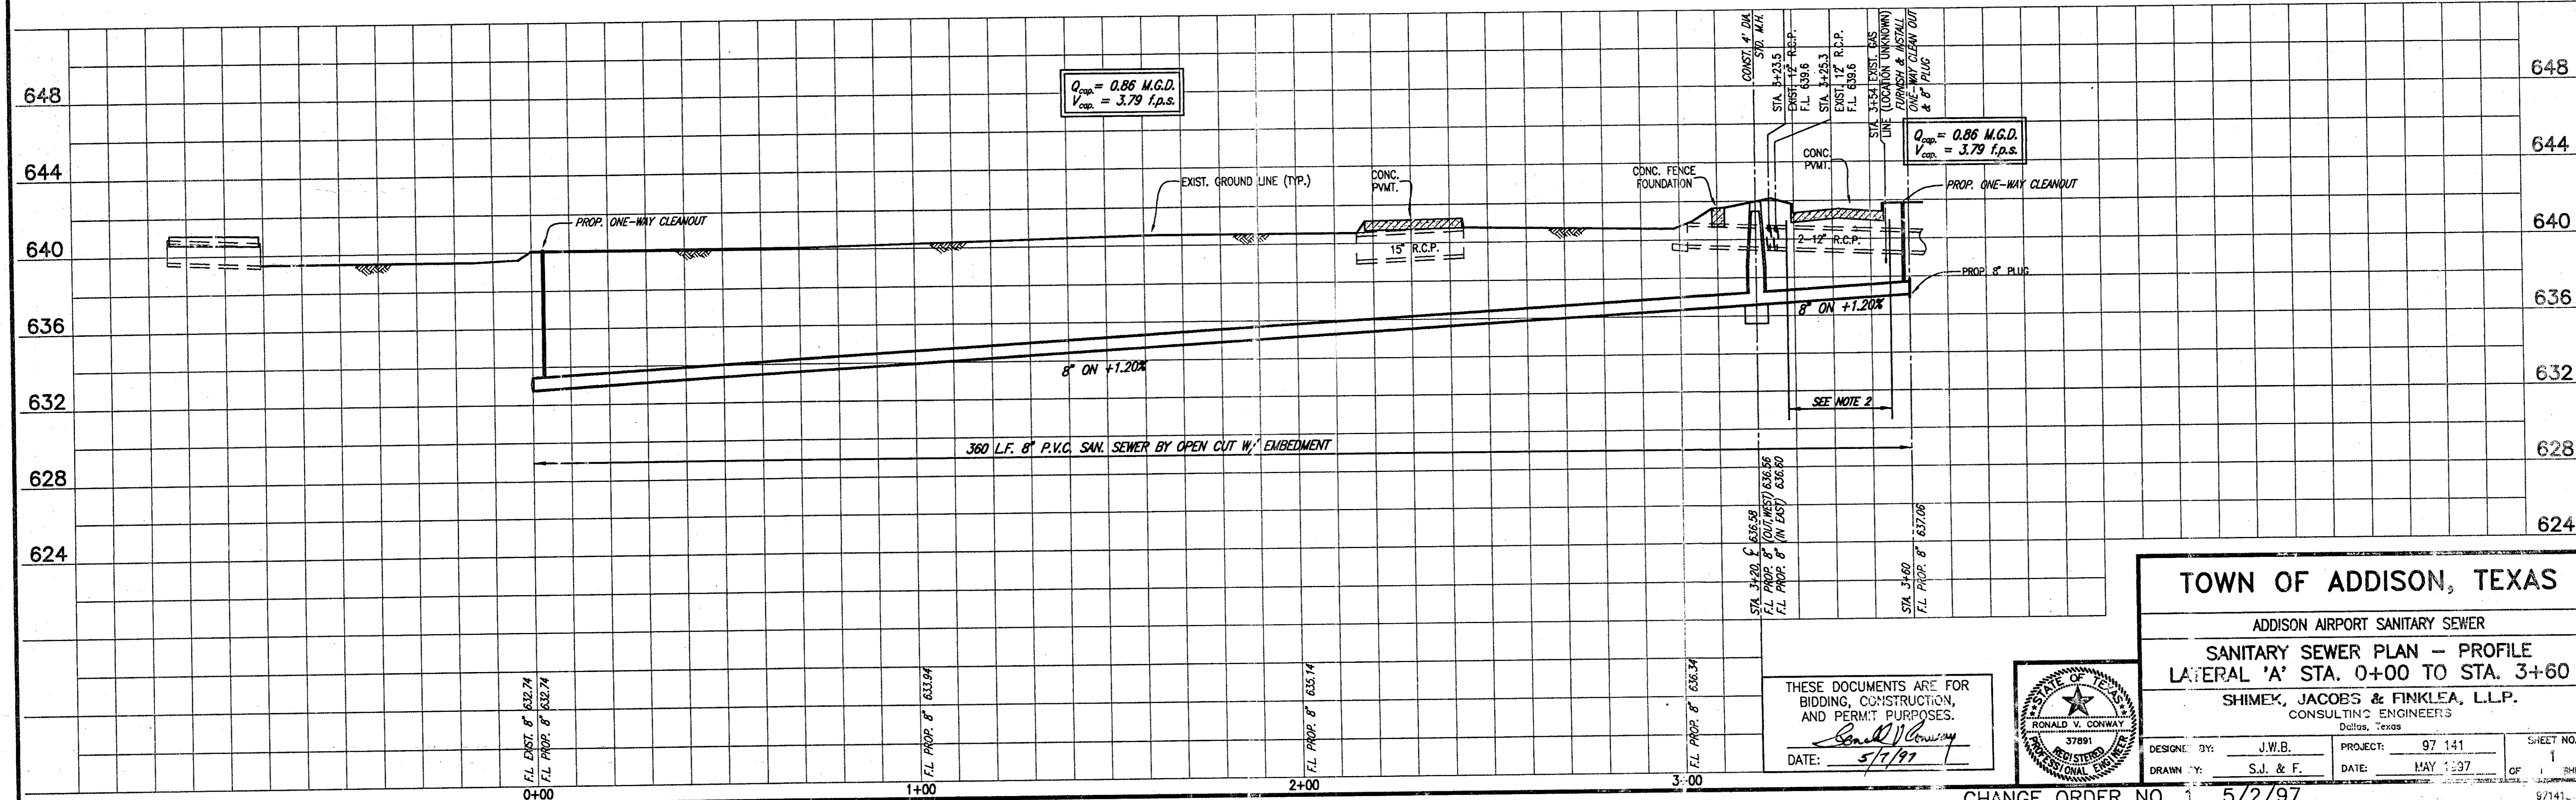 648
644
640
636
632
628
624
648
644
640
636
632
628
624
Qcap. = 0.86 M.G.D.
Vcap. = 3.79 f.p.s.
CONST. 4' DIA.
STD. M.H.
STA. 3+23.5
EXIST. 12" R.C.P.
F.L. 639.6
STA. 3+25.3
EXIST. 12" R.C.P.
F.L. 639.6
STA. 3+54 EXIST. GAS
LINE (LOCATION UNKNOWN)
FURNISH & INSTALL
ONE-WAY CLEAN OUT
& 8" PLUG
Qcap. = 0.86 M.G.D.
Vcap. = 3.79 f.p.s.
PROP. ONE-WAY CLEANOUT
EXIST. GROUND LINE (TYP.)
CONC.
PVMT.
15" R.C.P.
CONC. FENCE
FOUNDATION
CONC.
PVMT.
2-12" R.C.P.
PROP. ONE-WAY CLEANOUT
PROP. 8" PLUG
8" ON +1.20%
8" ON +1.20%
SEE NOTE 2
360 L.F. 8" P.V.C. SAN. SEWER BY OPEN CUT W/ EMBEDMENT
F.L. EXIST. 8" 632.74
F.L. PROP. 8" 632.74
F.L. PROP. 8" 633.94
F.L. PROP. 8" 635.14
F.L. PROP. 8" 636.34
STA. 3+20, ℄ 636.58
F.L. PROP. 8" (OUT WEST) 636.56
F.L. PROP. 8" (IN EAST) 636.60
STA. 3+60
F.L. PROP. 8" 637.06
0+00
1+00
2+00
3+00
THESE DOCUMENTS ARE FOR
BIDDING, CONSTRUCTION,
AND PERMIT PURPOSES.
Ronald V Conway
DATE: 5/7/97
STATE OF TEXAS
RONALD V. CONWAY
37891
REGISTERED
PROFESSIONAL ENGINEER
TOWN OF ADDISON, TEXAS
ADDISON AIRPORT SANITARY SEWER
SANITARY SEWER PLAN – PROFILE
LATERAL 'A' STA. 0+00 TO STA. 3+60
SHIMEK, JACOBS & FINKLEA, L.L.P.
CONSULTING ENGINEERS
Dallas, Texas
DESIGNED BY: J.W.B.
PROJECT: 97 141
SHEET NO.
1
DRAWN BY: S.J. & F.
DATE: MAY 1997
OF
CHANGE ORDER NO. 1 5/2/97
97141